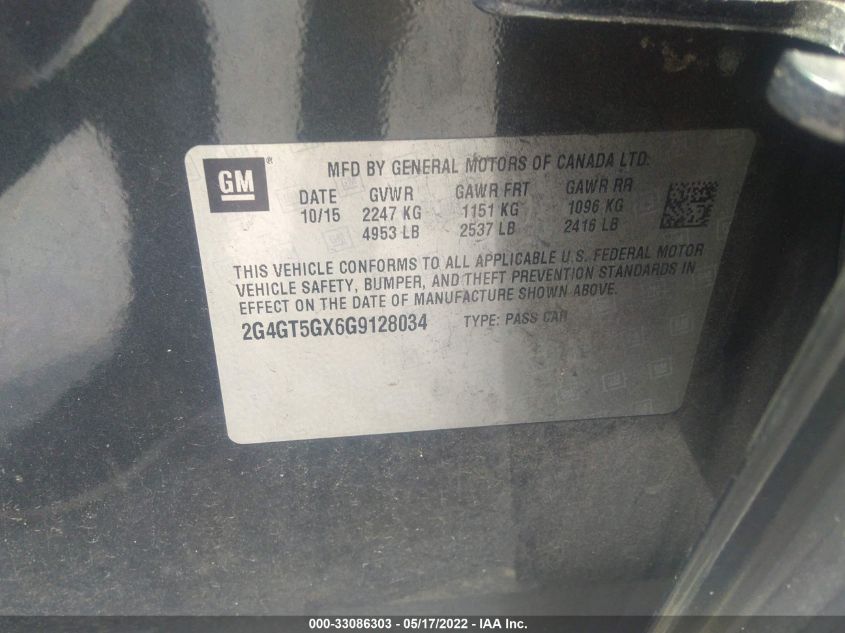 GM®
MFD BY GENERAL MOTORS OF CANADA LTD.
DATE GVWR GAWR FRT GAWR RR
10/15 2247 KG 1151 KG 1096 KG
4953 LB 2537 LB 2416 LB
THIS VEHICLE CONFORMS TO ALL APPLICABLE U.S. FEDERAL MOTOR
VEHICLE SAFETY, BUMPER, AND THEFT PREVENTION STANDARDS IN
EFFECT ON THE DATE OF MANUFACTURE SHOWN ABOVE.
2G4GT5GX6G9128034 TYPE: PASS CAR
000-33086303 - 05/17/2022 - IAA Inc.